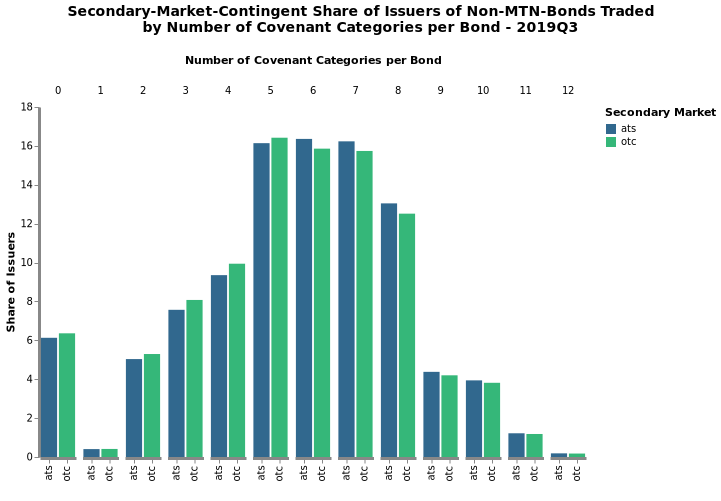 Secondary-Market-Contingent Share of Issuers of Non-MTN-Bonds Traded
by Number of Covenant Categories per Bond - 2019Q3
Number of Covenant Categories per Bond
0 1 2 3 4 5 6 7 8 9 10 11 12
Secondary Market
ats
otc
Share of Issuers
18
16
14
12
10
8
6
4
2
0
ats otc ats otc ats otc ats otc ats otc ats otc ats otc ats otc ats otc ats otc ats otc ats otc ats otc